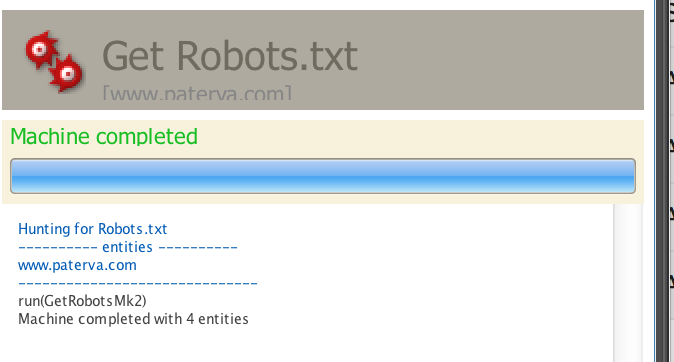 Get Robots.txt
[www.paterva.com]
Machine completed
Hunting for Robots.txt
---------- entities ----------
www.paterva.com
------------------------------
run(GetRobotsMk2)
Machine completed with 4 entities